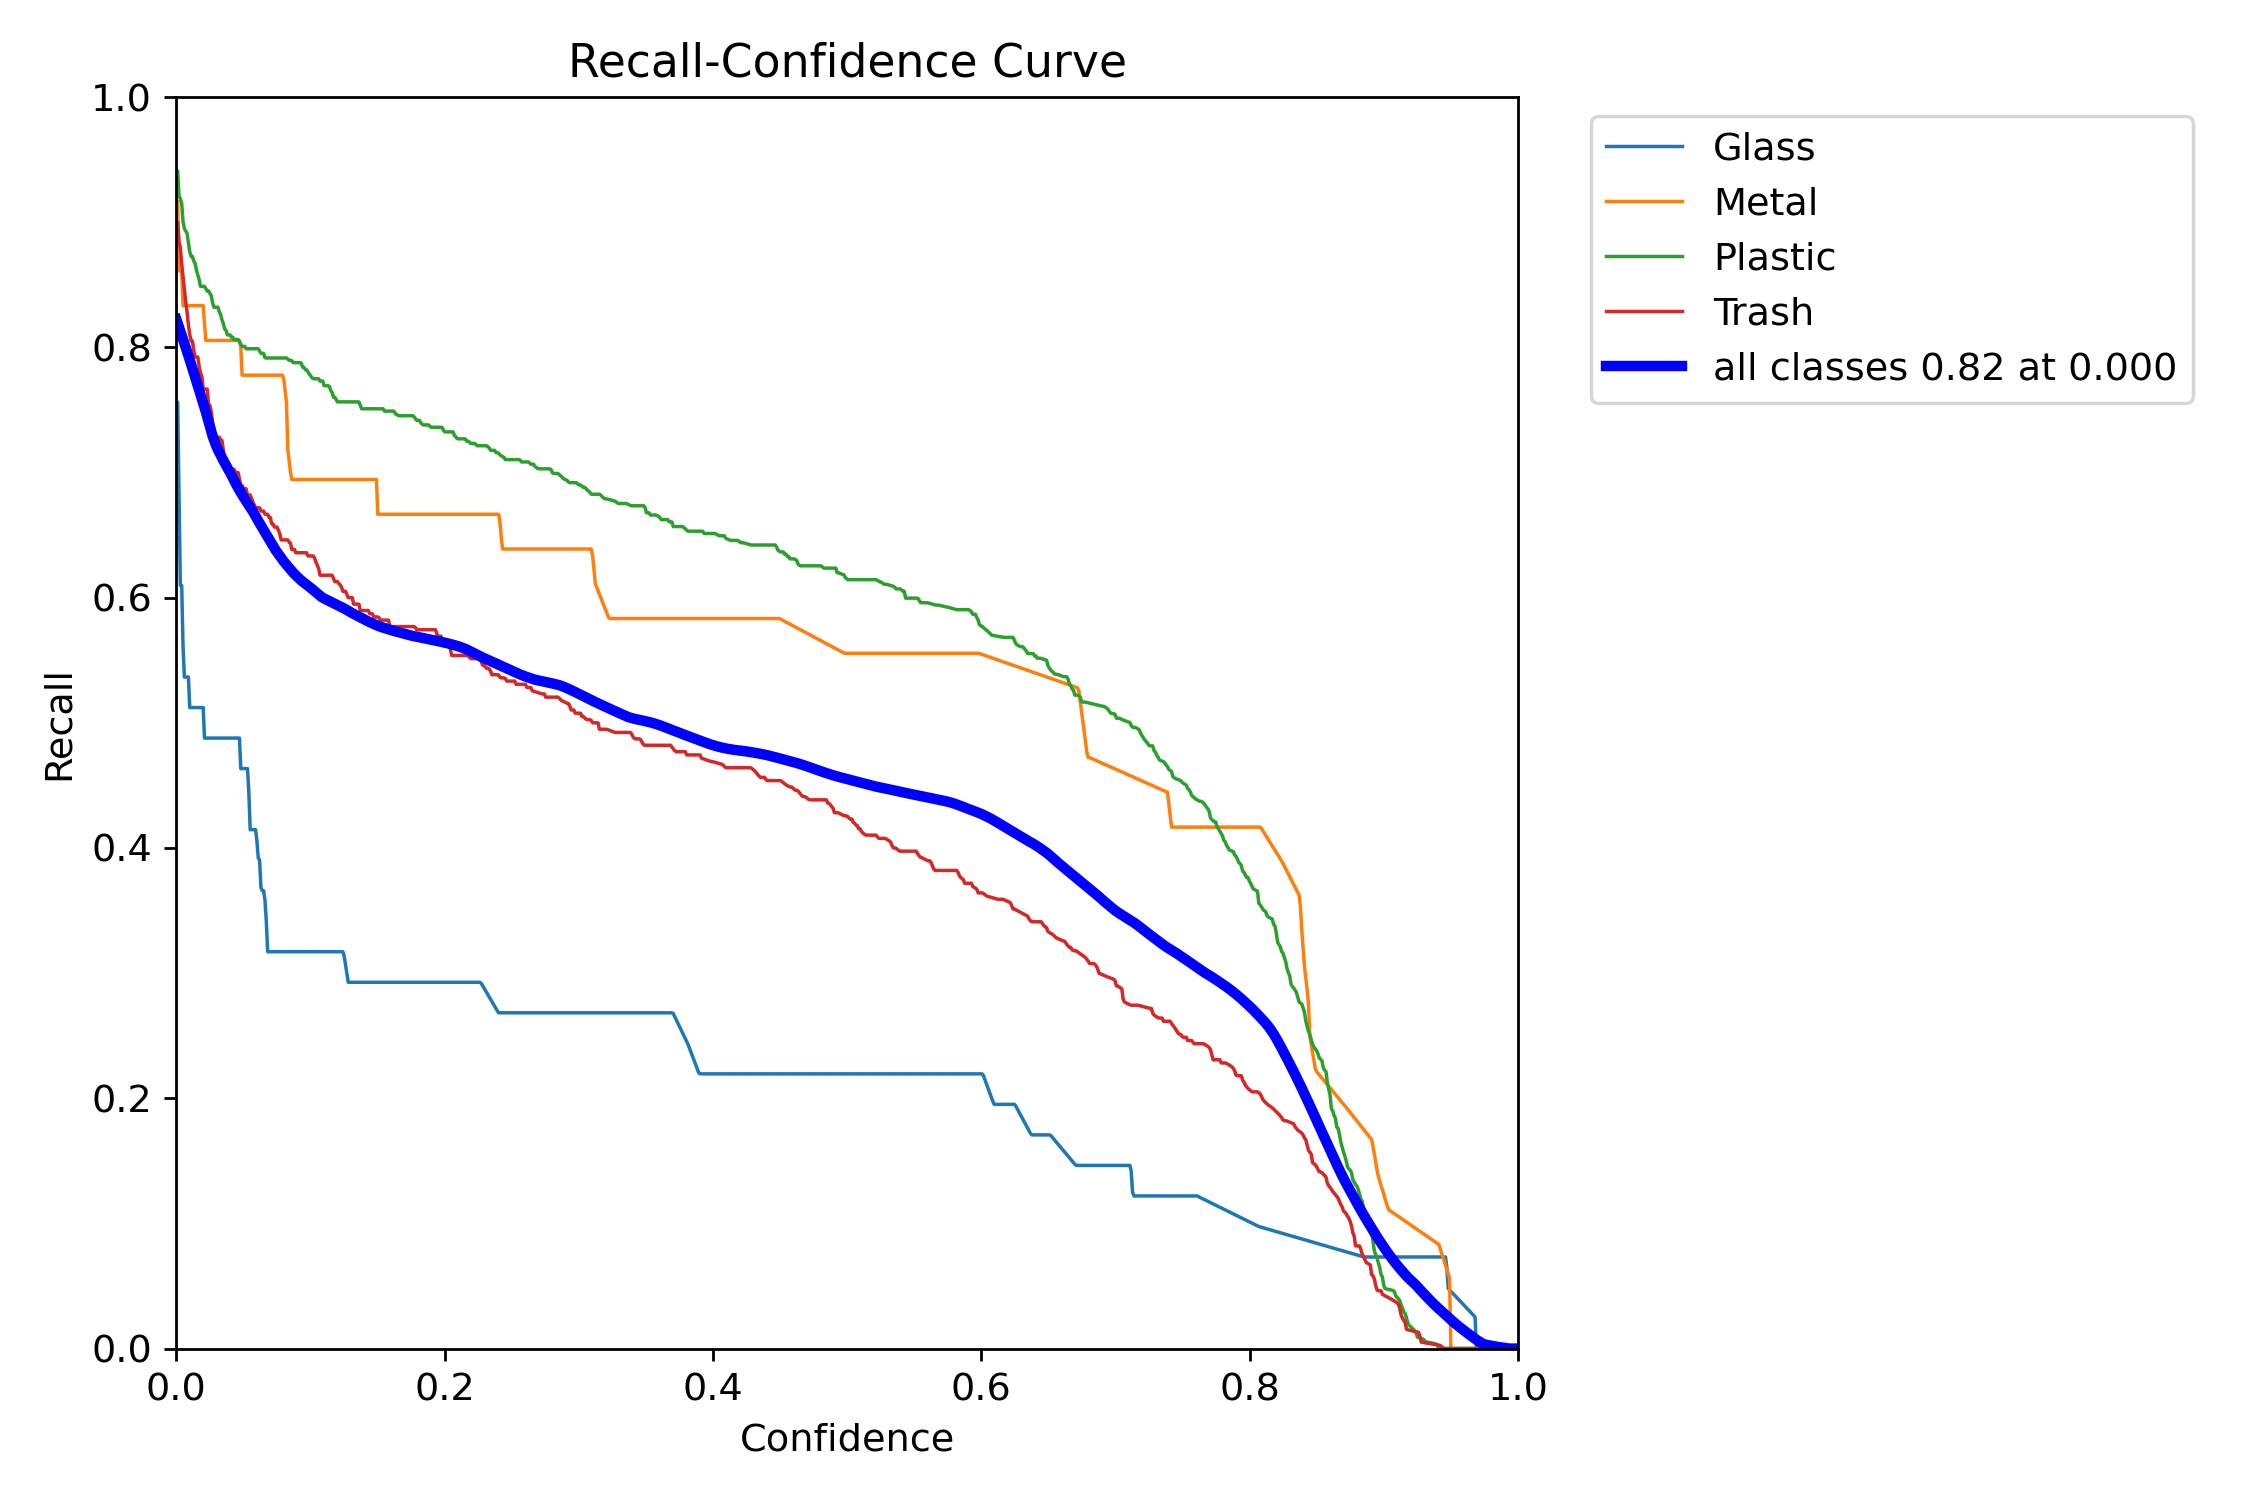 Recall-Confidence Curve
1.0
0.8
0.6
0.4
0.2
0.0
Recall
0.0 0.2 0.4 0.6 0.8 1.0
Confidence
Glass
Metal
Plastic
Trash
all classes 0.82 at 0.000